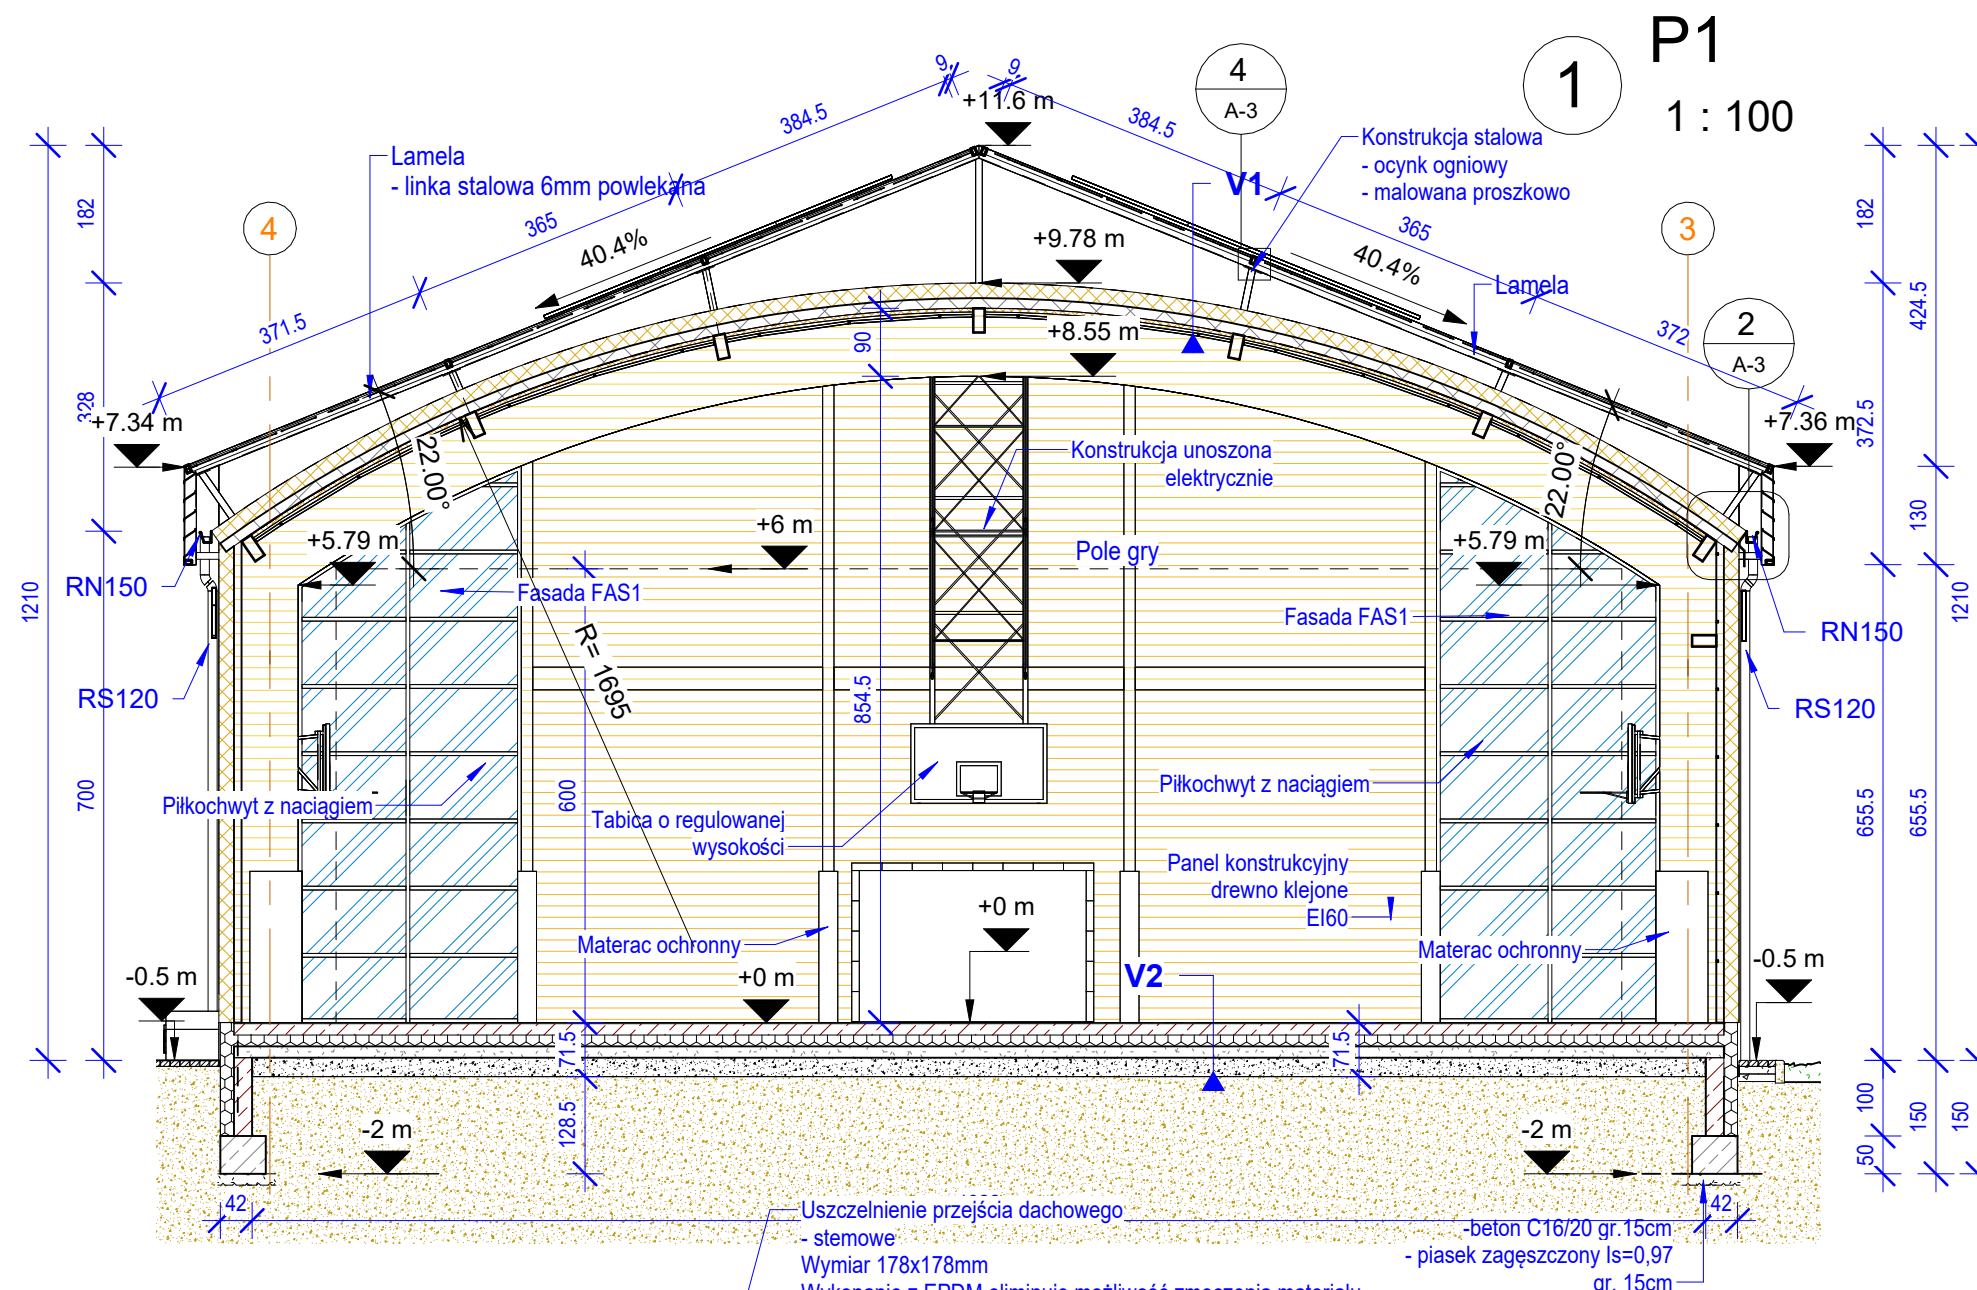 P1
1
1 : 100
4
A-3
9,
9,
+11.6 m
384.5
384.5
Konstrukcja stalowa
- ocynk ogniowy
- malowana proszkowo
Lamela
- linka stalowa 6mm powlekana
V1
182
182
4
3
365
365
40.4%
40.4%
+9.78 m
Lamela
371.5
372
2
A-3
424.5
90
+8.55 m
328
+7.34 m
+7.36 m
372.5
22.00°
22.00°
Konstrukcja unoszona
elektrycznie
+6 m
130
+5.79 m
+5.79 m
Pole gry
RN150
Fasada FAS1
Fasada FAS1
RN150
1210
1210
R= 1695
RS120
RS120
854.5
700
600
655.5
655.5
Piłkochwyt z naciągiem
Piłkochwyt z naciągiem
Tabica o regulowanej
wysokości
Panel konstrukcyjny
drewno klejone
EI60
+0 m
Materac ochronny
Materac ochronny
-0.5 m
+0 m
V2
-0.5 m
71.5
71.5
128.5
100
150
150
50
-2 m
-2 m
42
42
Uszczelnienie przejścia dachowego
- stemowe
Wymiar 178x178mm
Wykonanie z EPDM eliminuje możliwość zmęczenia materiału
-beton C16/20 gr.15cm
- piasek zagęszczony Is=0,97
gr. 15cm